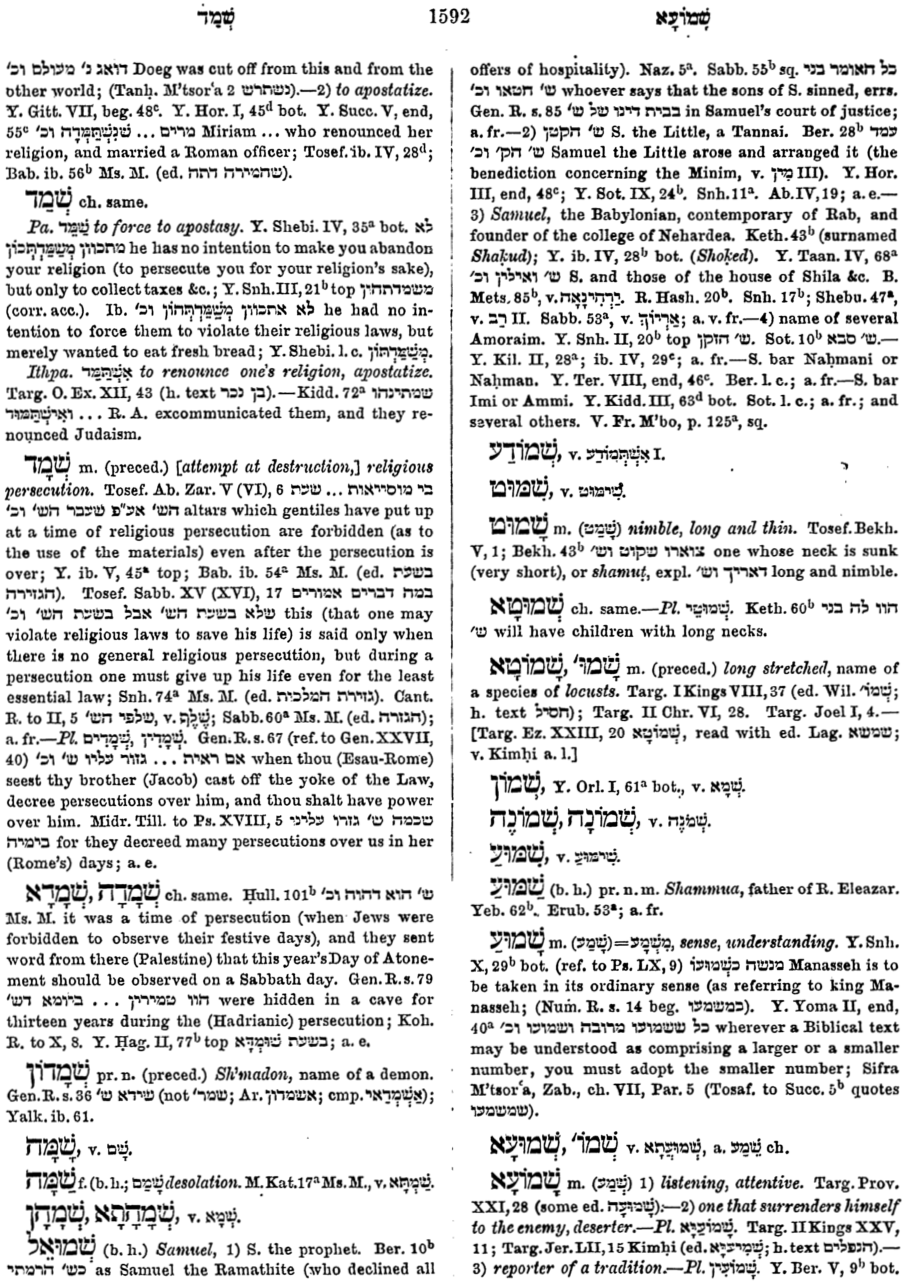 שְׁמַד
1592
שָׁמוֹעָא
דואג נ' מעולם וכ' Doeg was cut off from this and from the
other world; (Tanḥ. M'tsor'a 2 נשתרש).—2) to apostatize.
Y. Gitt. VII, beg. 48c. Y. Hor. I, 45d bot. Y. Succ. V, end,
55c מרים ... שֶׁנִּשְׁתַּמְּדָה וכ' Miriam ... who renounced her
religion, and married a Roman officer; Tosef. ib. IV, 28d;
Bab. ib. 56b Ms. M. (ed. שהמירה דתה).
שְׁמַד ch. same.
Pa. שַׁמֵּד to force to apostasy. Y. Shebi. IV, 35a bot. לא
מתכוון מְשַׁמַּדְתְּכוֹן he has no intention to make you abandon
your religion (to persecute you for your religion's sake),
but only to collect taxes &c.; Y. Snh. III, 21b top משמדתהון
(corr. acc.). Ib. לא אתכוון מְשַׁמַּדְתְּהוֹן וכ' he had no in-
tention to force them to violate their religious laws, but
merely wanted to eat fresh bread; Y. Shebi. l. c. מְשַׁמַּדְתּוֹן.
Ithpa. אִשְׁתַּמַּד to renounce one's religion, apostatize.
Targ. O. Ex. XII, 43 (h. text בן נכר).—Kidd. 72a שמתינהו
... וְאִישְׁתַּמּוּד R. A. excommunicated them, and they re-
nounced Judaism.
שְׁמָד m. (preced.) [attempt at destruction,] religious
persecution. Tosef. Ab. Zar. V (VI), 6 בי מוסייאות ... שעת
הש' אע"פ שעבר הש' וכ' altars which gentiles have put up
at a time of religious persecution are forbidden (as to
the use of the materials) even after the persecution is
over; Y. ib. V, 45a top; Bab. ib. 54a Ms. M. (ed. בשעת
הגזירה). Tosef. Sabb. XV (XVI), 17 במה דברים אמורים
שלא בשעת הש' אבל בשעת הש' וכ' this (that one may
violate religious laws to save his life) is said only when
there is no general religious persecution, but during a
persecution one must give up his life even for the least
essential law; Snh. 74a Ms. M. (ed. גזירת המלכות). Cant.
R. to II, 5 שלפי הש', v. שֶׁלֶף; Sabb. 60a Ms. M. (ed. הגזרה);
a. fr.—Pl. שְׁמָדִים, שְׁמָדִין. Gen. R. s. 67 (ref. to Gen. XXVII,
40) אם ראית ... גזור עליו ש' וכ' when thou (Esau-Rome)
seest thy brother (Jacob) cast off the yoke of the Law,
decree persecutions over him, and thou shalt have power
over him. Midr. Till. to Ps. XVIII, 5 שכמה ש' גזרו עלינו
בימיה for they decreed many persecutions over us in her
(Rome's) days; a. e.
שְׁמָדָה, שְׁמָדָא ch. same. Ḥull. 101b ש' הוא דהוה וכ'
Ms. M. it was a time of persecution (when Jews were
forbidden to observe their festive days), and they sent
word from there (Palestine) that this year's Day of Atone-
ment should be observed on a Sabbath day. Gen. R. s. 79
הוו טמירין ... ביומא דש' were hidden in a cave for
thirteen years during the (Hadrianic) persecution; Koh.
R. to X, 8. Y. Ḥag. II, 77b top בשעת שׁוּמְדָּא; a. e.
שְׁמָדוֹן pr. n. (preced.) Sh'madon, name of a demon.
Gen. R. s. 36 שידא ש' (not שמר'; Ar. אשמדון; cmp. אַשְׁמְדַאי);
Yalk. ib. 61.
שָׁמָּה, v. שָׁם.
שַׁמָּה f. (b. h.; שָׁמֵם) desolation. M. Kat. 17a Ms. M., v. שַׁמְתָּא.
שְׁמָהָתָא, שְׁמָהָן, v. שְׁמָא.
שְׁמוּאֵל (b. h.) Samuel, 1) S. the prophet. Ber. 10b
כש' הרמתי as Samuel the Ramathite (who declined all
offers of hospitality). Naz. 5a. Sabb. 55b sq. כל האומר בני
ש' חטאו וכ' whoever says that the sons of S. sinned, errs.
Gen. R. s. 85 בבית דינו של ש' in Samuel's court of justice;
a. fr.—2) ש' הקטן S. the Little, a Tannai. Ber. 28b עמד
ש' הק' וכ' Samuel the Little arose and arranged it (the
benediction concerning the Minim, v. מִין III). Y. Hor.
III, end, 48c; Y. Sot. IX, 24b. Snh. 11a. Ab. IV, 19; a. e.—
3) Samuel, the Babylonian, contemporary of Rab, and
founder of the college of Nehardea. Keth. 43b (surnamed
Shaḳud); Y. ib. IV, 28b bot. (Shoḳed). Y. Taan. IV, 68a
ש' ואילין וכ' S. and those of the house of Shila &c. B.
Mets. 85b, v. יַרְהִינָאָה. R. Hash. 20b. Snh. 17b; Shebu. 47a,
v. רַב II. Sabb. 53a, v. אַרְיוֹךְ; a. v. fr.—4) name of several
Amoraim. Y. Snh. II, 20b top ש' הזקן. Sot. 10b ש' סבא.—
Y. Kil. II, 28a; ib. IV, 29c; a. fr.—S. bar Naḥmani or
Naḥman. Y. Ter. VIII, end, 46c. Ber. l. c.; a. fr.—S. bar
Imi or Ammi. Y. Kidd. III, 63d bot. Sot. l. c.; a. fr.; and
several others. V. Fr. M'bo, p. 125a, sq.
שְׁמוֹדַע, v. אִשְׁתְּמוֹדַע I.
שִׁמּוּט, v. שִׁימּוּט.
שָׁמוּט m. (שָׁמַט) nimble, long and thin. Tosef. Bekh.
V, 1; Bekh. 43b צוארו שקוט וש' one whose neck is sunk
(very short), or shamuṭ, expl. דאריך וש' long and nimble.
שָׁמוּטָא ch. same.—Pl. שָׁמוּטֵי. Keth. 60b הוו לה בני
ש' will have children with long necks.
שָׁמוֹטָא, שָׁמוּ' m. (preced.) long stretched, name of
a species of locusts. Targ. I Kings VIII, 37 (ed. Wil. שְׁמוֹ';
h. text חסיל); Targ. II Chr. VI, 28. Targ. Joel I, 4.—
[Targ. Ez. XXIII, 20 שָׁמוֹטָא, read with ed. Lag. שמשא;
v. Kimḥi a. l.]
שְׁמוֹן, Y. Orl. I, 61a bot., v. שְׁמָא.
שְׁמוֹנָה, שְׁמוֹנֶה, v. שְׁמֹנֶה.
שִׁמּוּעַ, v. שִׁימּוּעַ.
שַׁמּוּעַ (b. h.) pr. n. m. Shammua, father of R. Eleazar.
Yeb. 62b. Erub. 53a; a. fr.
שָׁמוּעַ m. (שָׁמַע)=מִשְׁמָע, sense, understanding. Y. Snh.
X, 29b bot. (ref. to Ps. LX, 9) מנשה כשְׁמוּעוֹ Manasseh is to
be taken in its ordinary sense (as referring to king Ma-
nasseh; (Num. R. s. 14 beg. כמשמעו). Y. Yoma II, end,
40a כל ששמועו מרובה ושמועו וכ' wherever a Biblical text
may be understood as comprising a larger or a smaller
number, you must adopt the smaller number; Sifra
M'tsor'a, Zab., ch. VII, Par. 5 (Tosaf. to Succ. 5b quotes
שמשמעו).
שְׁמוּעָא, שְׁמוֹ' v. שְׁמוּעֲתָא, a. שְׁמַע ch.
שָׁמוֹעָא m. (שְׁמַע) 1) listening, attentive. Targ. Prov.
XXI, 28 (some ed. שָׁמוּעָה).—2) one that surrenders himself
to the enemy, deserter.—Pl. שָׁמוֹעַיָּא. Targ. II Kings XXV,
11; Targ. Jer. LII, 15 Kimḥi (ed. שְׁמִיעַיָּא; h. text הנפלים).—
3) reporter of a tradition.—Pl. שָׁמוֹעִין. Y. Ber. V, 9b bot.